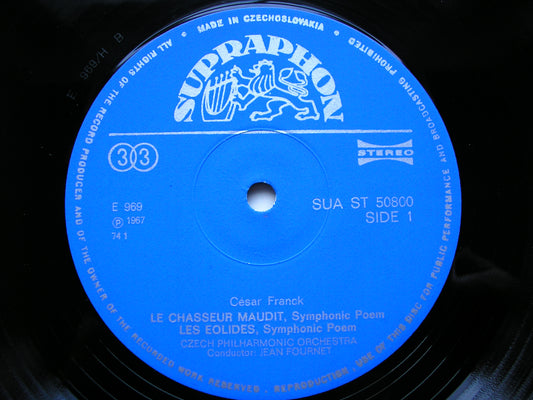 MADE IN CZECHOSLOVAKIA
ALL RIGHTS OF THE RECORD PRODUCER AND OF THE OWNER OF THE RECORDED WORK RESERVED . REPRODUCTION, USE OF THIS DISC FOR PUBLIC PERFORMANCE AND BROADCASTING PROHIBITED
E 969/H B
SUPRAPHON
33
STEREO
E 969
SUA ST 50800
Ⓟ 1967
SIDE 1
74 1
César Franck
LE CHASSEUR MAUDIT, Symphonic Poem
LES EOLIDES, Symphonic Poem
CZECH PHILHARMONIC ORCHESTRA
Conductor: JEAN FOURNET